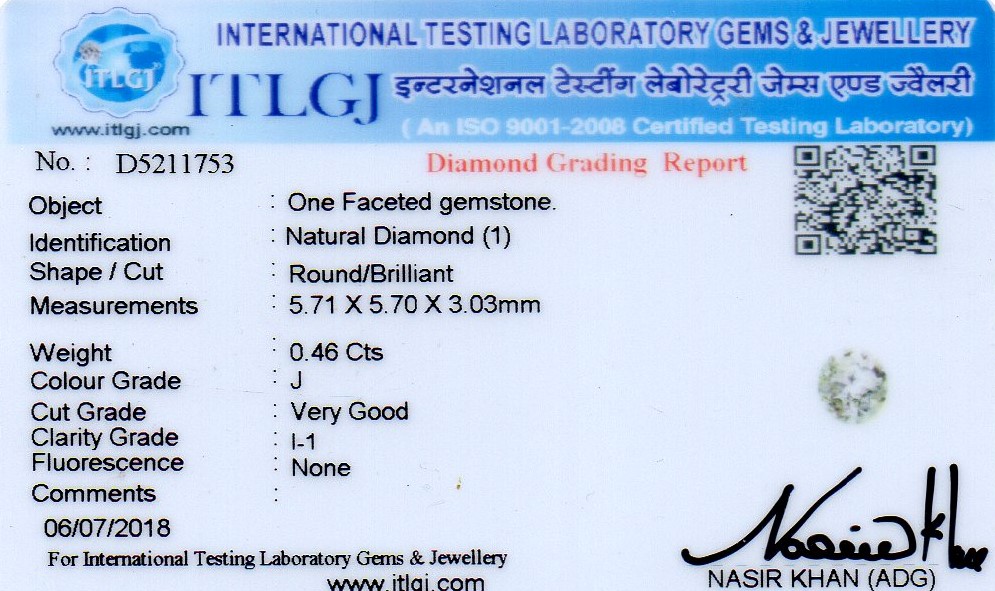 INTERNATIONAL TESTING LABORATORY GEMS & JEWELLERY
ITLGJ
ITLGJ इन्टरनेशनल टेस्टींग लेबोरेट्ररी जेम्स एण्ड ज्वैलरी
www.itlgj.com
( An ISO 9001-2008 Certified Testing Laboratory)
No. : D5211753
Diamond Grading Report
Object : One Faceted gemstone.
Identification : Natural Diamond (1)
Shape / Cut : Round/Brilliant
Measurements : 5.71 X 5.70 X 3.03mm
Weight : 0.46 Cts
Colour Grade : J
Cut Grade : Very Good
Clarity Grade : I-1
Fluorescence : None
Comments :
06/07/2018
For International Testing Laboratory Gems & Jewellery
www.itlgj.com
Nasir Khan
NASIR KHAN (ADG)